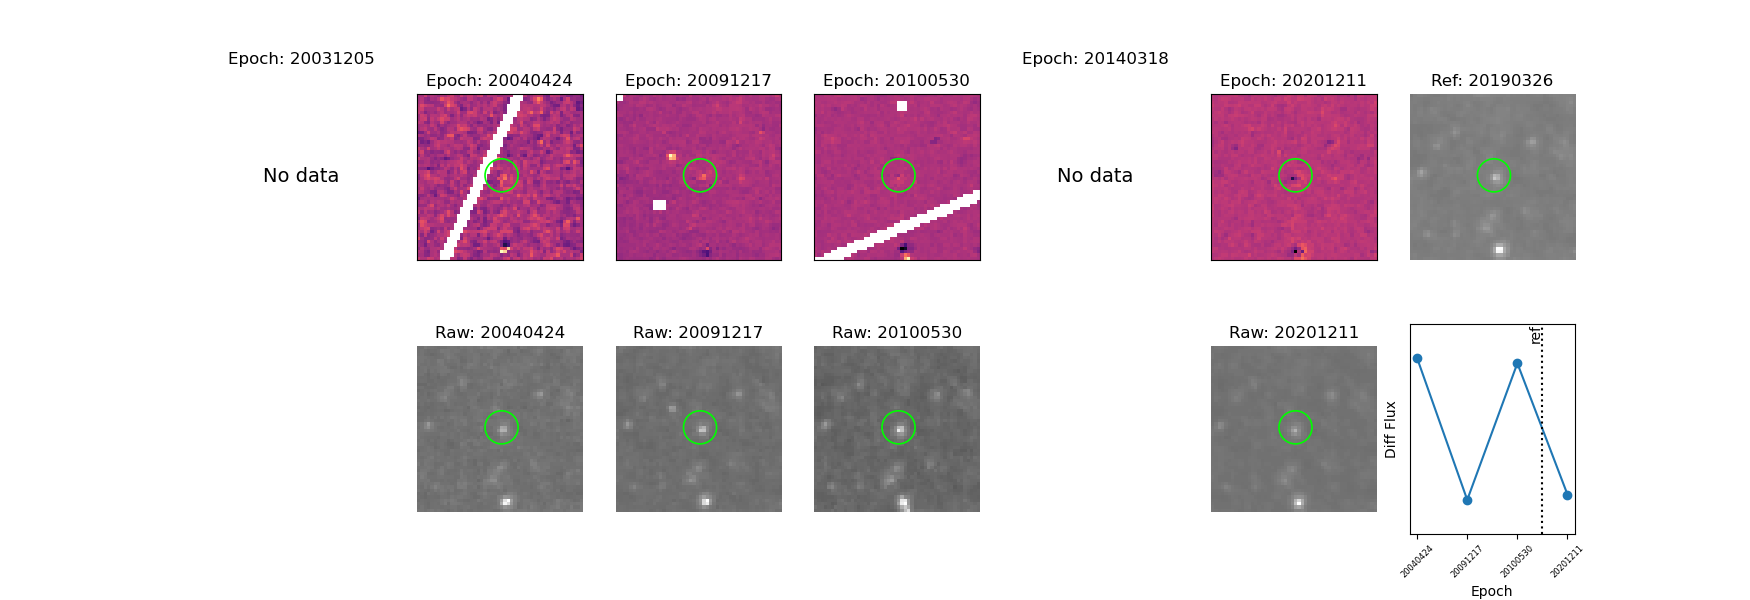 Epoch: 20031205
Epoch: 20040424
Epoch: 20091217
Epoch: 20100530
Epoch: 20140318
Epoch: 20201211
Ref: 20190326
No data
No data
Raw: 20040424
Raw: 20091217
Raw: 20100530
Raw: 20201211
ref
Diff Flux
20040424
20091217
20100530
20201211
Epoch